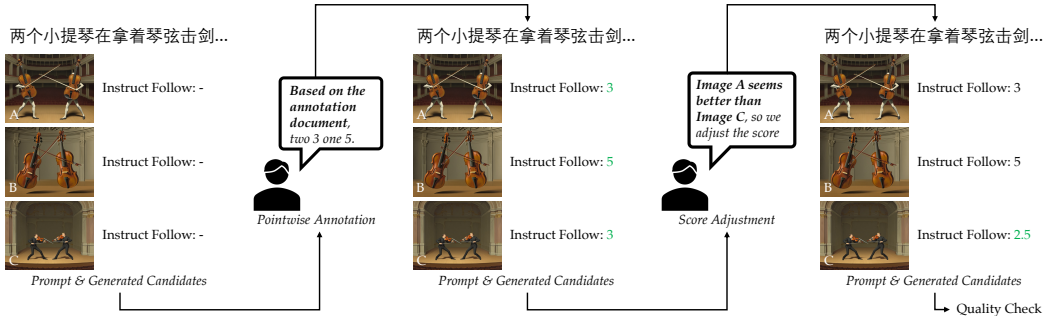 两个小提琴在拿着琴弦击剑...
A
Instruct Follow: -
B
Instruct Follow: -
C
Instruct Follow: -
Prompt & Generated Candidates
Based on the
annotation
document,
two 3 one 5.
Pointwise Annotation
两个小提琴在拿着琴弦击剑...
A
Instruct Follow: 3
B
Instruct Follow: 5
C
Instruct Follow: 3
Prompt & Generated Candidates
Image A seems
better than
Image C, so we
adjust the score
Score Adjustment
两个小提琴在拿着琴弦击剑...
A
Instruct Follow: 3
B
Instruct Follow: 5
C
Instruct Follow: 2.5
Prompt & Generated Candidates
Quality Check